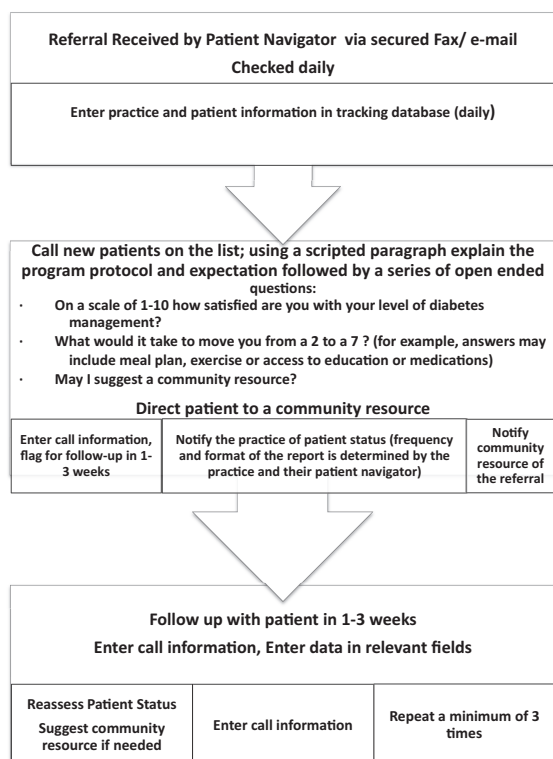 Referral Received by Patient Navigator via secured Fax/ e-mail
Checked daily
Enter practice and patient information in tracking database (daily)
Call new patients on the list; using a scripted paragraph explain the
program protocol and expectation followed by a series of open ended
questions:
· On a scale of 1-10 how satisfied are you with your level of diabetes
management?
· What would it take to move you from a 2 to a 7 ? (for example, answers may
include meal plan, exercise or access to education or medications)
· May I suggest a community resource?
Direct patient to a community resource
Enter call information,
flag for follow-up in 1-
3 weeks
Notify the practice of patient status (frequency
and format of the report is determined by the
practice and their patient navigator)
Notify
community
resource of
the referral
Follow up with patient in 1-3 weeks
Enter call information, Enter data in relevant fields
Reassess Patient Status
Suggest community
resource if needed
Enter call information
Repeat a minimum of 3
times